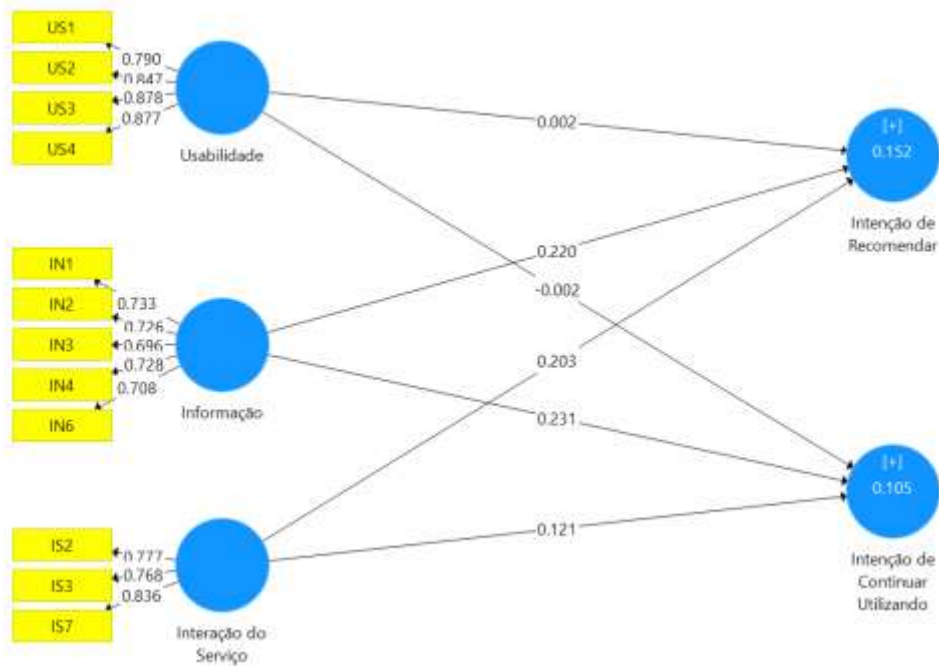 US1
0.790
US2
0.847
US3
0.878
0.877
US4
Usabilidade
0.002
[+]
0.152
Intenção de
Recomendar
IN1
0.733
IN2
0.726
IN3
0.696
0.728
IN4
0.708
IN6
Informação
0.220
-0.002
0.203
0.231
[+]
0.105
Intenção de
Continuar
Utilizando
0.121
IS2
0.777
IS3
0.768
0.836
IS7
Interação do
Serviço